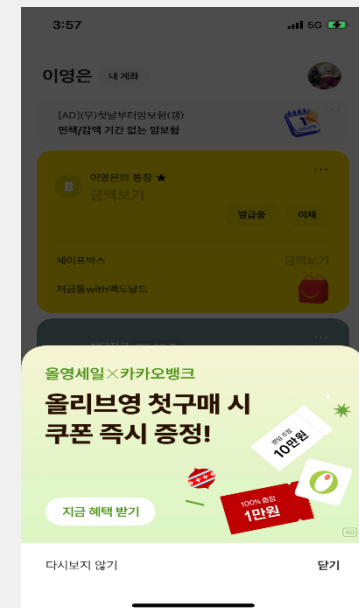 3:57
5G
이영은 내 계좌
[AD](무)첫날부터암보험(갱)
면책/감액 기간 없는 암보험
B
이영은의 통장 ★
금액보기
발급중 이체
세이프박스 금액보기
저금통with맥도날드
올영세일×카카오뱅크
올리브영 첫구매 시
쿠폰 즉시 증정!
10만원
100% 증정
1만원
지금 혜택 받기
AD
다시보지 않기 닫기